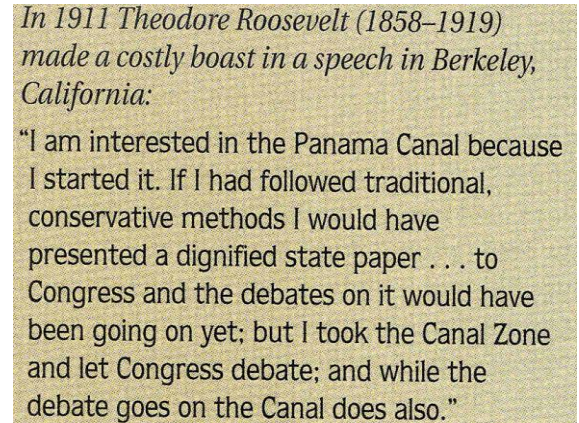 In 1911 Theodore Roosevelt (1858–1919)
made a costly boast in a speech in Berkeley,
California:
“I am interested in the Panama Canal because
I started it. If I had followed traditional,
conservative methods I would have
presented a dignified state paper . . . to
Congress and the debates on it would have
been going on yet; but I took the Canal Zone
and let Congress debate; and while the
debate goes on the Canal does also.”